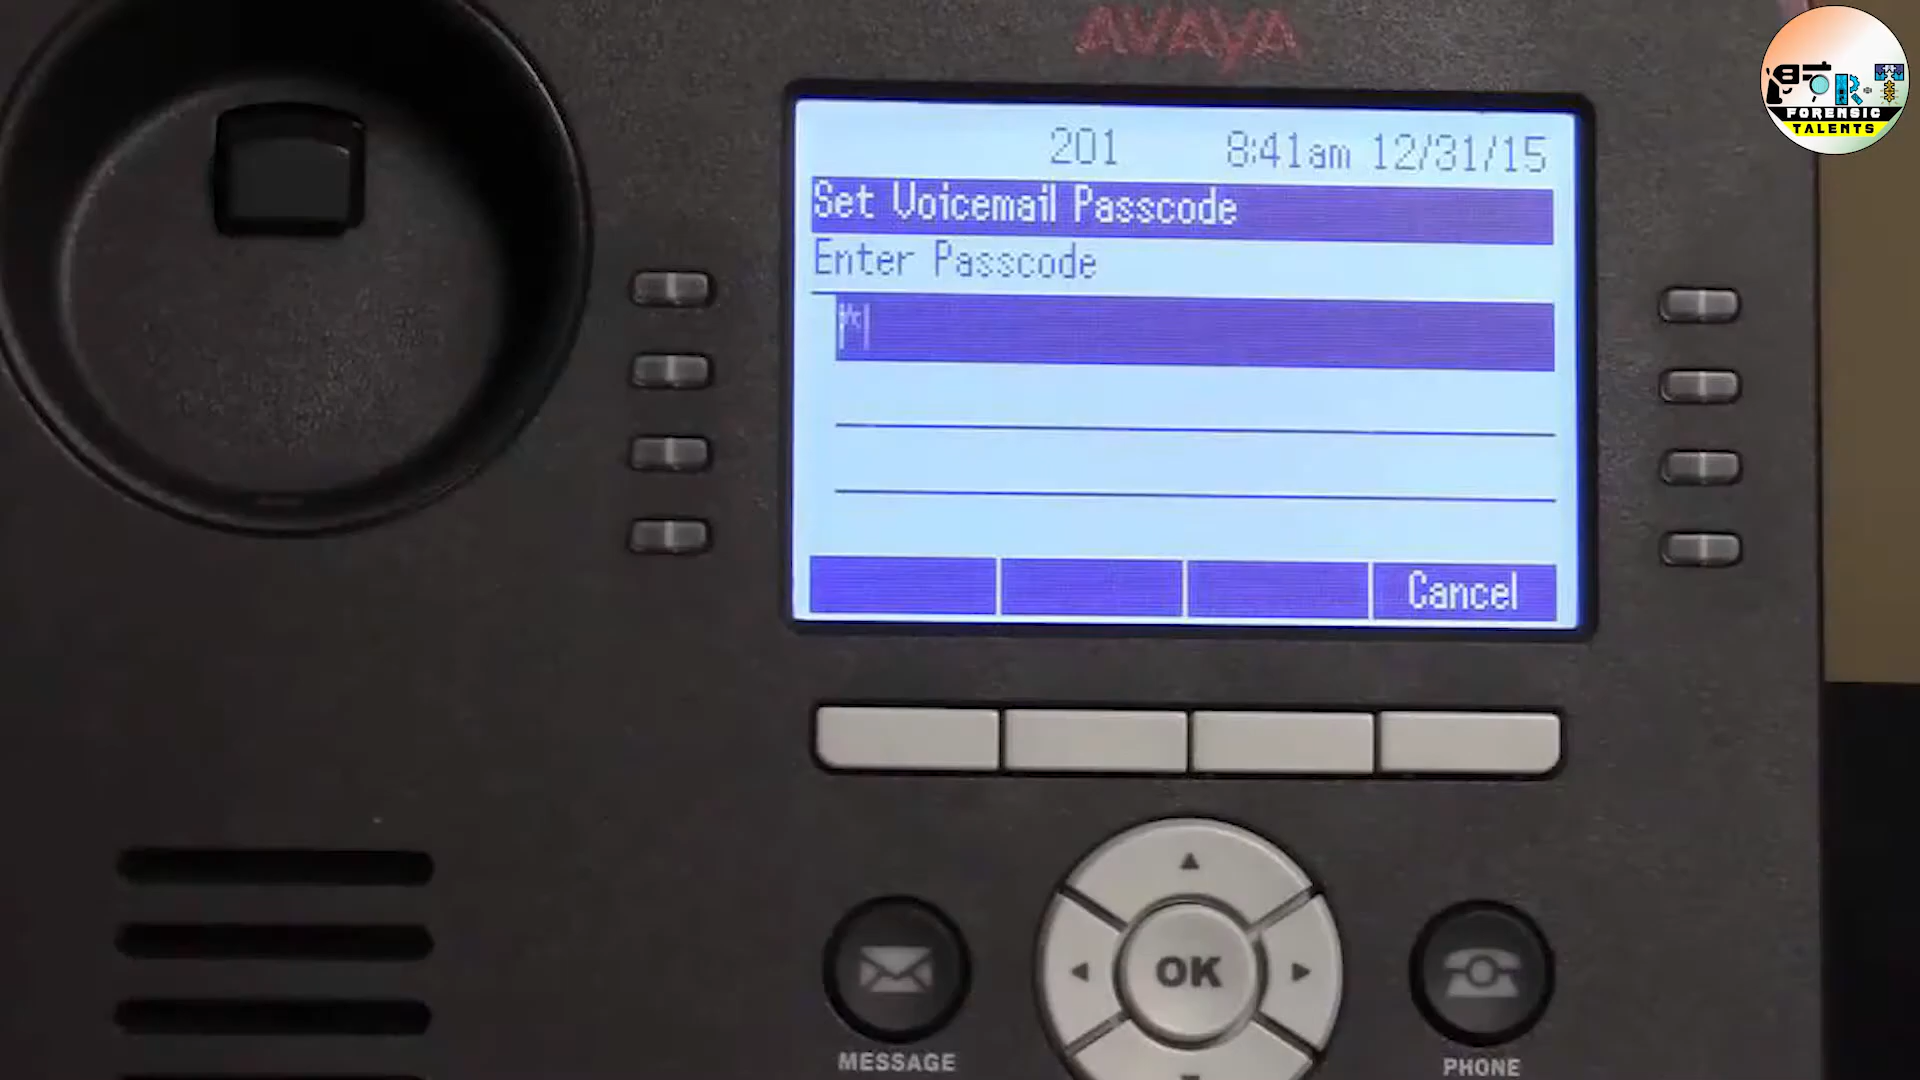 AVAYA
201 8:41am 12/31/15
Set Voicemail Passcode
Enter Passcode
*
Cancel
OK
MESSAGE
PHONE
FORENSIC
TALENTS